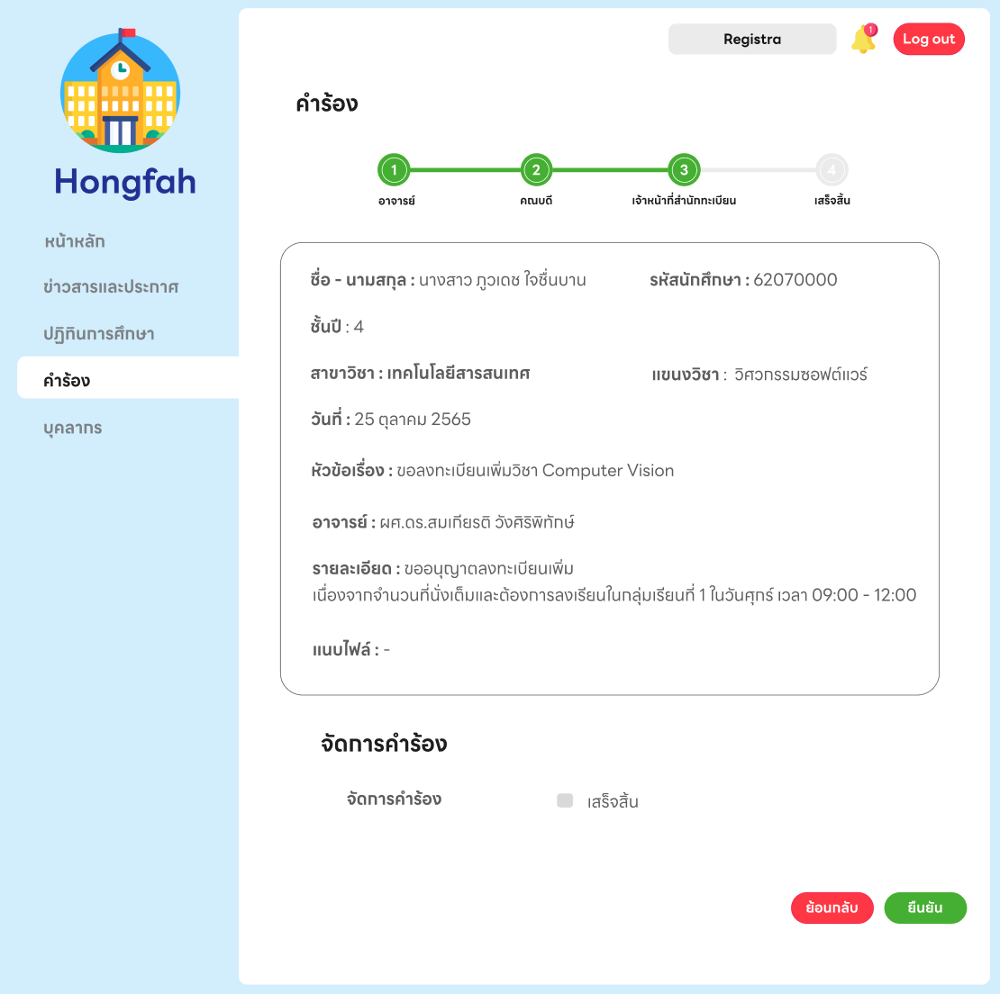 Hongfah
หน้าหลัก
ข่าวสารและประกาศ
ปฏิทินการศึกษา
คำร้อง
บุคลากร
Registra
1
Log out
คำร้อง
1 2 3 4
อาจารย์ คณบดี เจ้าหน้าที่สำนักทะเบียน เสร็จสิ้น
ชื่อ - นามสกุล : นางสาว ภูวเดช ใจชื่นบาน รหัสนักศึกษา : 62070000
ชั้นปี : 4
สาขาวิชา : เทคโนโลยีสารสนเทศ แขนงวิชา : วิศวกรรมซอฟต์แวร์
วันที่ : 25 ตุลาคม 2565
หัวข้อเรื่อง : ขอลงทะเบียนเพิ่มวิชา Computer Vision
อาจารย์ : ผศ.ดร.สมเกียรติ วังศิริพิทักษ์
รายละเอียด : ขออนุญาตลงทะเบียนเพิ่ม
เนื่องจากจำนวนที่นั่งเต็มและต้องการลงเรียนในกลุ่มเรียนที่ 1 ในวันศุกร์ เวลา 09:00 - 12:00
แนบไฟล์ : -
จัดการคำร้อง
จัดการคำร้อง เสร็จสิ้น
ย้อนกลับ ยืนยัน